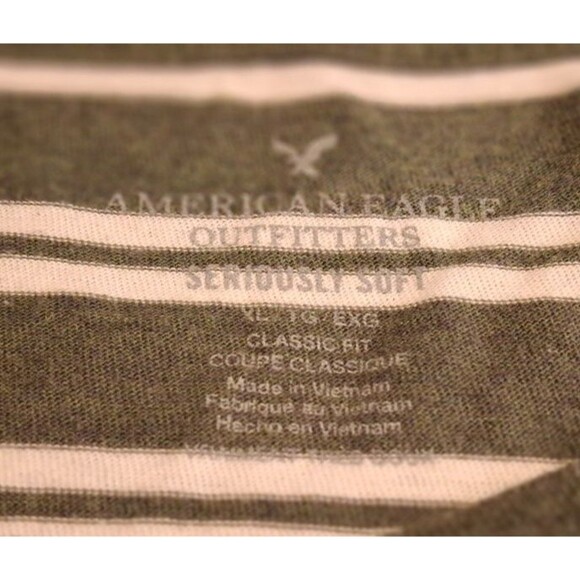 AMERICAN EAGLE
OUTFITTERS
SERIOUSLY SOFT
XL TG EXG
CLASSIC FIT
COUPE CLASSIQUE
Made in Vietnam
Fabriqué au Vietnam
Hecho en Vietnam